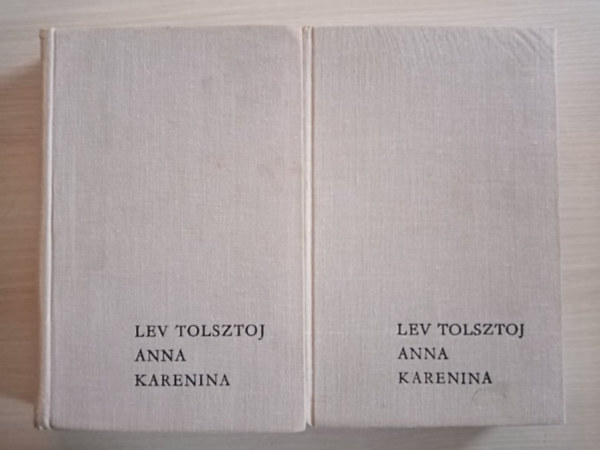 LEV TOLSZTOJ
ANNA
KARENINA
LEV TOLSZTOJ
ANNA
KARENINA